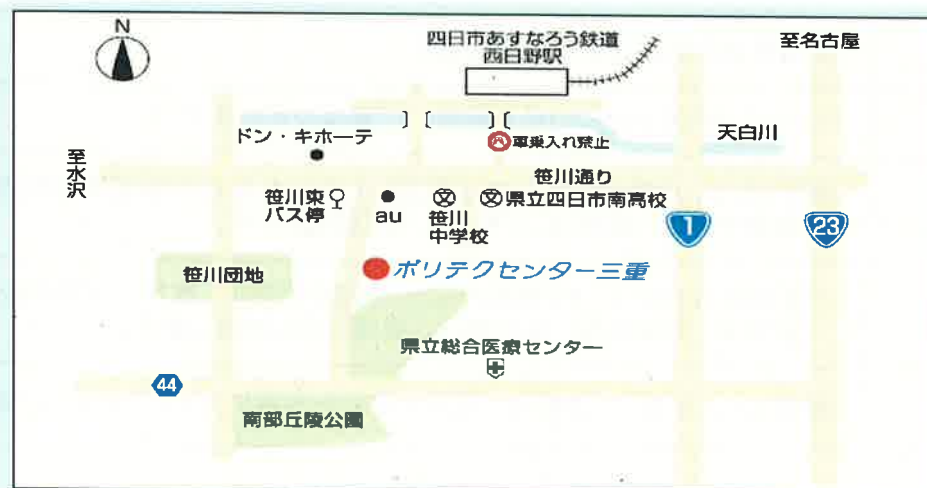 N
四日市あすなろう鉄道
西日野駅
至名古屋
ドン・キホーテ
車乗入れ禁止
天白川
至水沢
笹川通り
笹川東
バス停
au
笹川
中学校
県立四日市南高校
1
23
笹川団地
ポリテクセンター三重
県立総合医療センター
44
南部丘陵公園